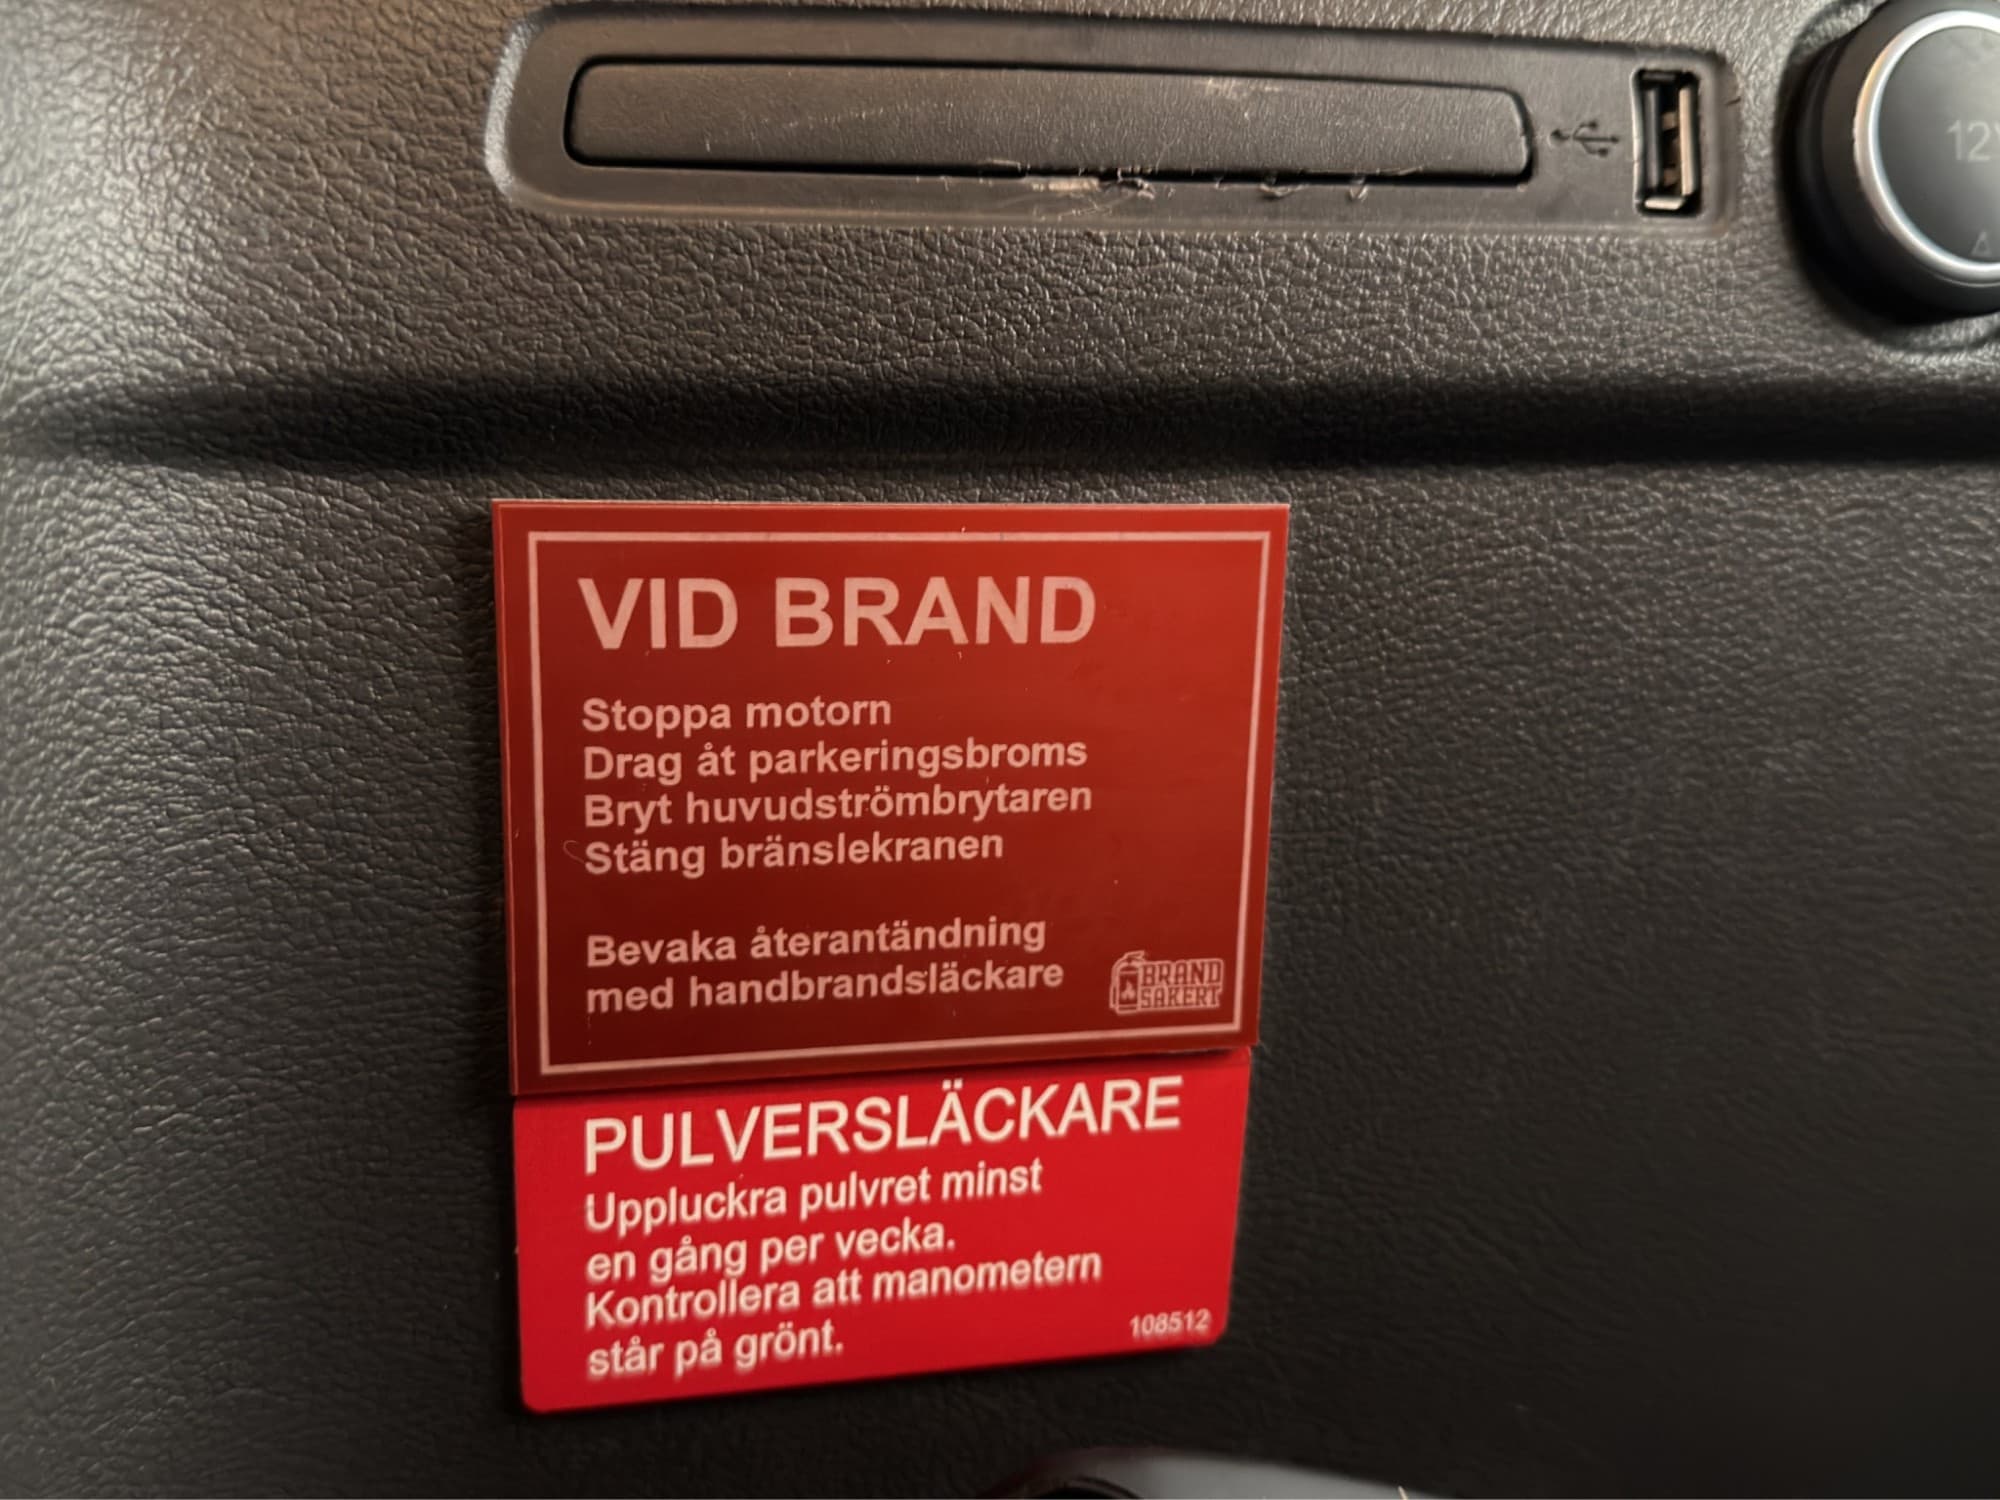 12V
VID BRAND
Stoppa motorn
Drag åt parkeringsbroms
Bryt huvudströmbrytaren
Stäng bränslekranen
Bevaka återantändning
med handbrandsläckare
BRAND
SÄKERT
PULVERSLÄCKARE
Uppluckra pulvret minst
en gång per vecka.
Kontrollera att manometern
står på grönt.
108512